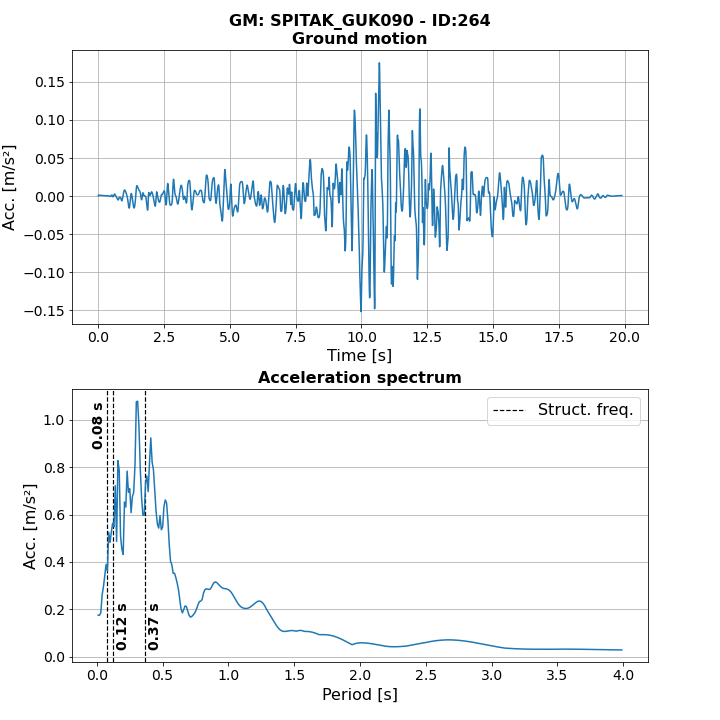 GM: SPITAK_GUK090 - ID:264
Ground motion
Acc. [m/s²]
0.15
0.10
0.05
0.00
−0.05
−0.10
−0.15
0.0 2.5 5.0 7.5 10.0 12.5 15.0 17.5 20.0
Time [s]
Acceleration spectrum
Acc. [m/s²]
1.0
0.8
0.6
0.4
0.2
0.0
0.08 s
0.12 s
0.37 s
Struct. freq.
0.0 0.5 1.0 1.5 2.0 2.5 3.0 3.5 4.0
Period [s]